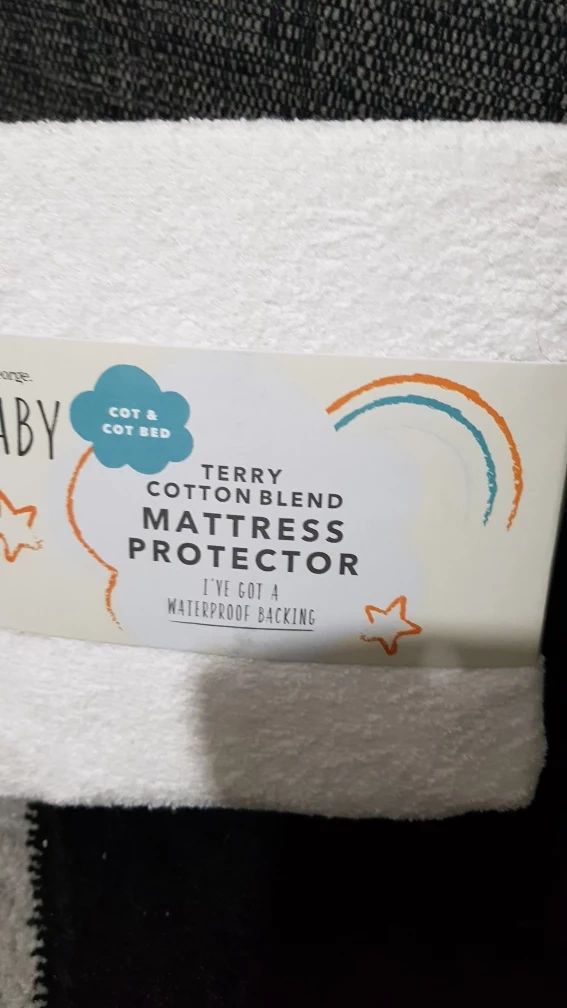 COT &
COT BED
TERRY
COTTON BLEND
MATTRESS
PROTECTOR
I'VE GOT A
WATERPROOF BACKING